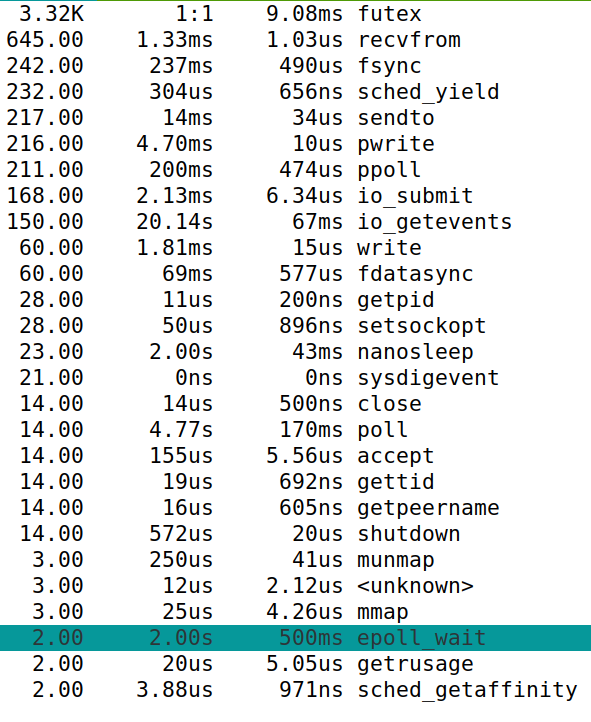 3.32K 1:1 9.08ms futex
645.00 1.33ms 1.03us recvfrom
242.00 237ms 490us fsync
232.00 304us 656ns sched_yield
217.00 14ms 34us sendto
216.00 4.70ms 10us pwrite
211.00 200ms 474us ppoll
168.00 2.13ms 6.34us io_submit
150.00 20.14s 67ms io_getevents
60.00 1.81ms 15us write
60.00 69ms 577us fdatasync
28.00 11us 200ns getpid
28.00 50us 896ns setsockopt
23.00 2.00s 43ms nanosleep
21.00 0ns 0ns sysdigevent
14.00 14us 500ns close
14.00 4.77s 170ms poll
14.00 155us 5.56us accept
14.00 19us 692ns gettid
14.00 16us 605ns getpeername
14.00 572us 20us shutdown
3.00 250us 41us munmap
3.00 12us 2.12us <unknown>
3.00 25us 4.26us mmap
2.00 2.00s 500ms epoll_wait
2.00 20us 5.05us getrusage
2.00 3.88us 971ns sched_getaffinity